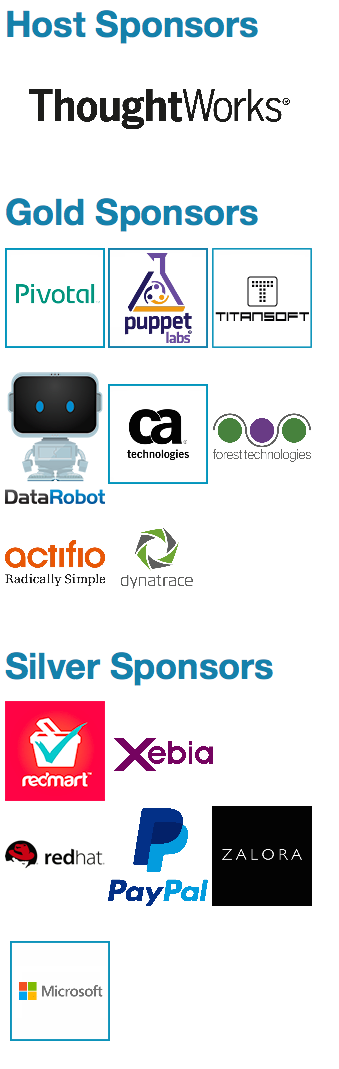 Host Sponsors
ThoughtWorks®
Gold Sponsors
Pivotal
puppet
labs
TITANSOFT
DataRobot
ca
technologies
forest technologies
actifio
Radically Simple
dynatrace
Silver Sponsors
redmart™
Xebia
redhat
PayPal
ZALORA
Microsoft